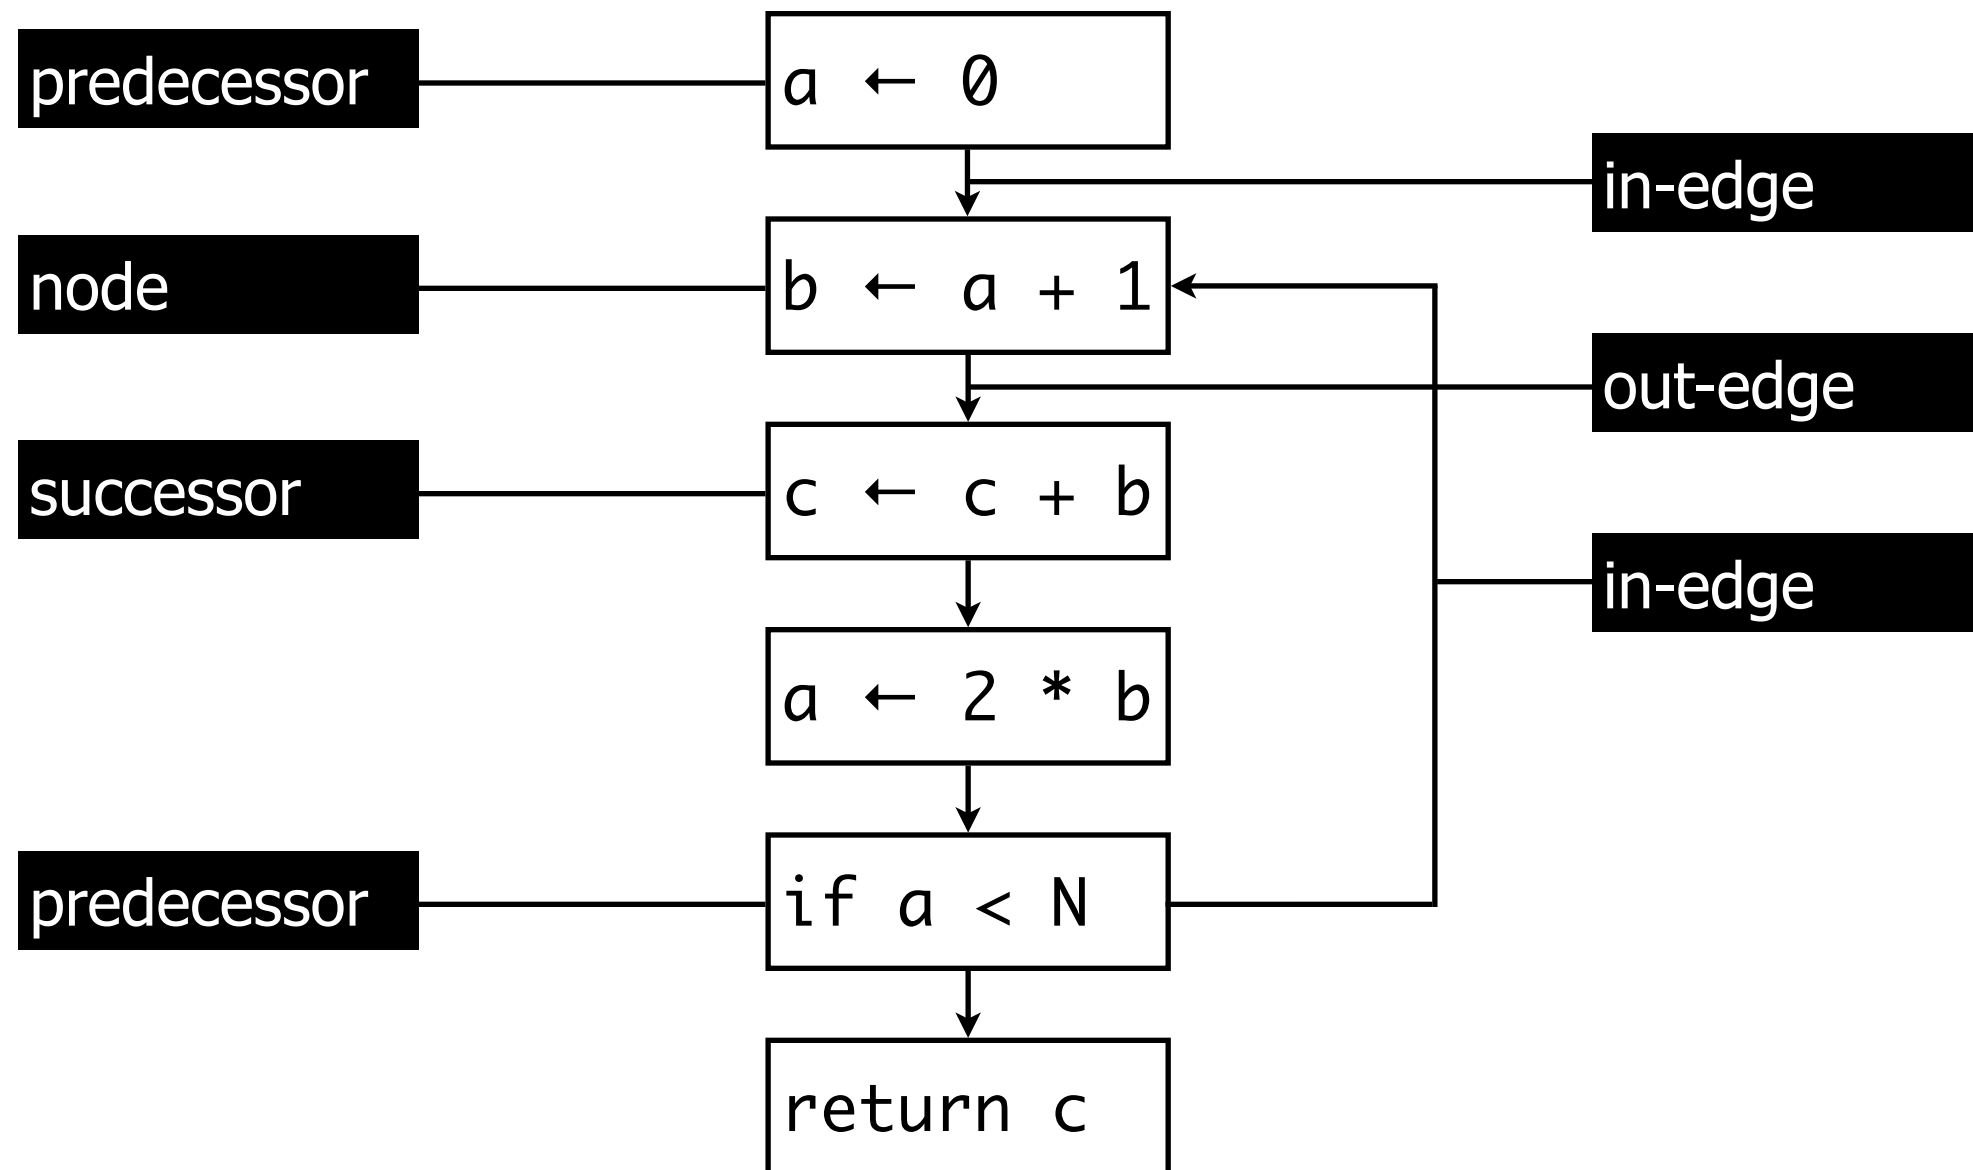 predecessor
a ← 0
in-edge
node
b ← a + 1
out-edge
successor
c ← c + b
in-edge
a ← 2 * b
predecessor
if a < N
return c